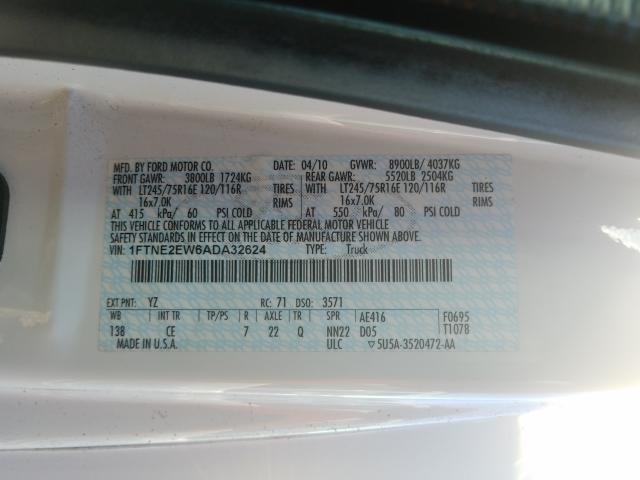 MFD. BY FORD MOTOR CO. 04/10 GVWR: 8900LB/ 4037KG
FRONT GAWR: 3800LB 1724KG REAR GAWR: 5520LB 2504KG
WITH LT245/75R16E 120/116R TIRES WITH LT245/75R16E 120/116R TIRES
16x7.0K RIMS 16x7.0K RIMS
AT 415 kPa/ 60 PSI COLD AT 550 kPa/ 80 PSI COLD
THIS VEHICLE CONFORMS TO ALL APPLICABLE FEDERAL MOTOR VEHICLE
SAFETY STANDARDS IN EFFECT ON THE DATE OF MANUFACTURE SHOWN ABOVE.
VIN: 1FTNE2EW6ADA32624 TYPE: Truck
EXT PNT: YZ RC: 71 DSO: 3571
WB INT TR TP/PS R AXLE TR SPR AE416 F0695
138 CE 7 22 Q NN22 D05 T1078
MADE IN U.S.A. ULC ▽5U5A-3520472-AA